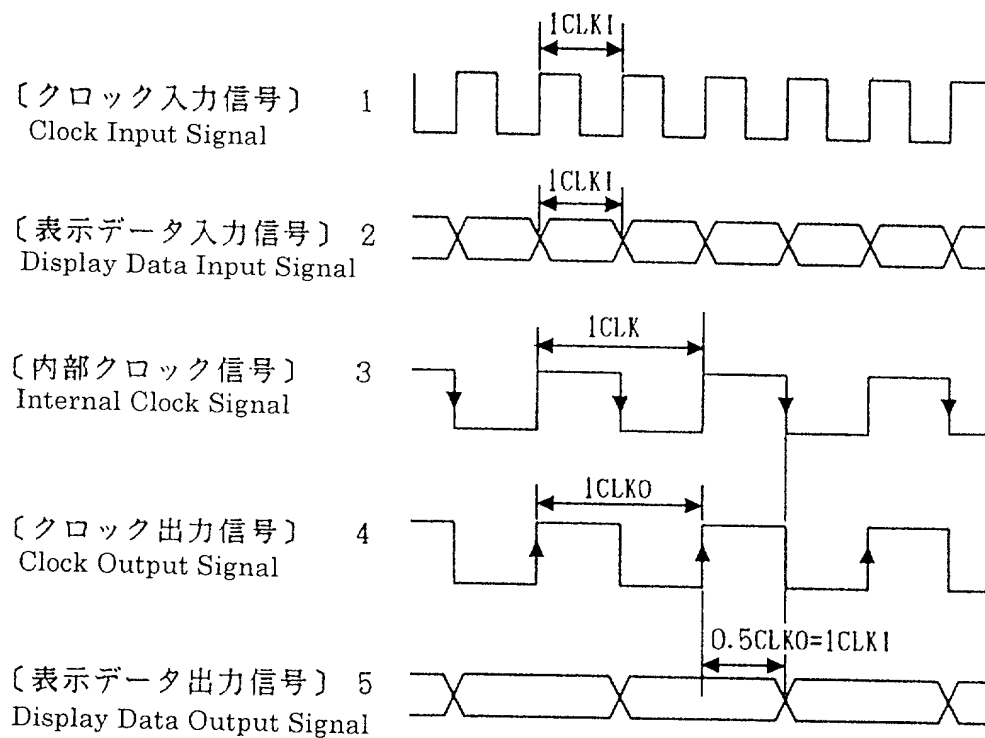 1CLKI
〔クロック入力信号〕 1
Clock Input Signal
1CLKI
〔表示データ入力信号〕 2
Display Data Input Signal
1CLK
〔内部クロック信号〕 3
Internal Clock Signal
1CLKO
〔クロック出力信号〕 4
Clock Output Signal
0.5CLKO=1CLKI
〔表示データ出力信号〕 5
Display Data Output Signal